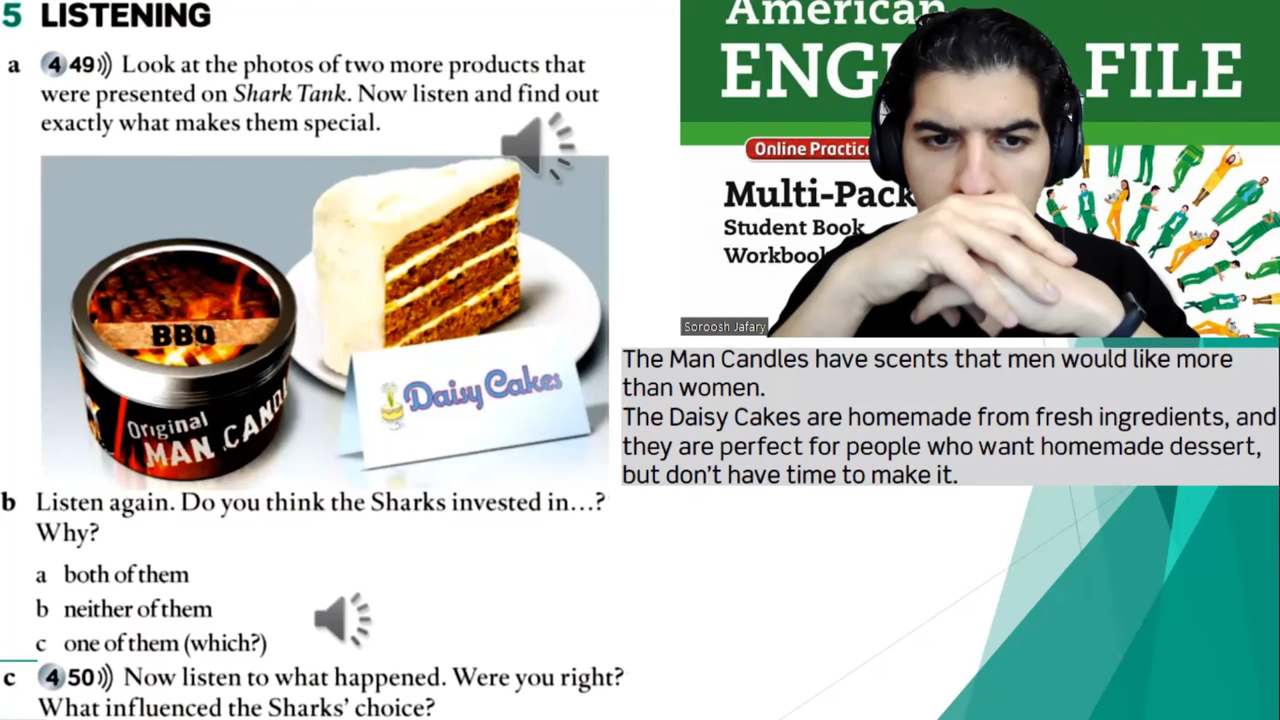 5 LISTENING
a 4 49))) Look at the photos of two more products that
were presented on Shark Tank. Now listen and find out
exactly what makes them special.
BBQ
Original
MAN CANDL
Daisy Cakes
b Listen again. Do you think the Sharks invested in...?
Why?
a both of them
b neither of them
c one of them (which?)
c 4 50))) Now listen to what happened. Were you right?
What influenced the Sharks' choice?
American
ENG FILE
Online Practice
Multi-Pack
Student Book
Workbook
Soroosh Jafary
The Man Candles have scents that men would like more
than women.
The Daisy Cakes are homemade from fresh ingredients, and
they are perfect for people who want homemade dessert,
but don't have time to make it.